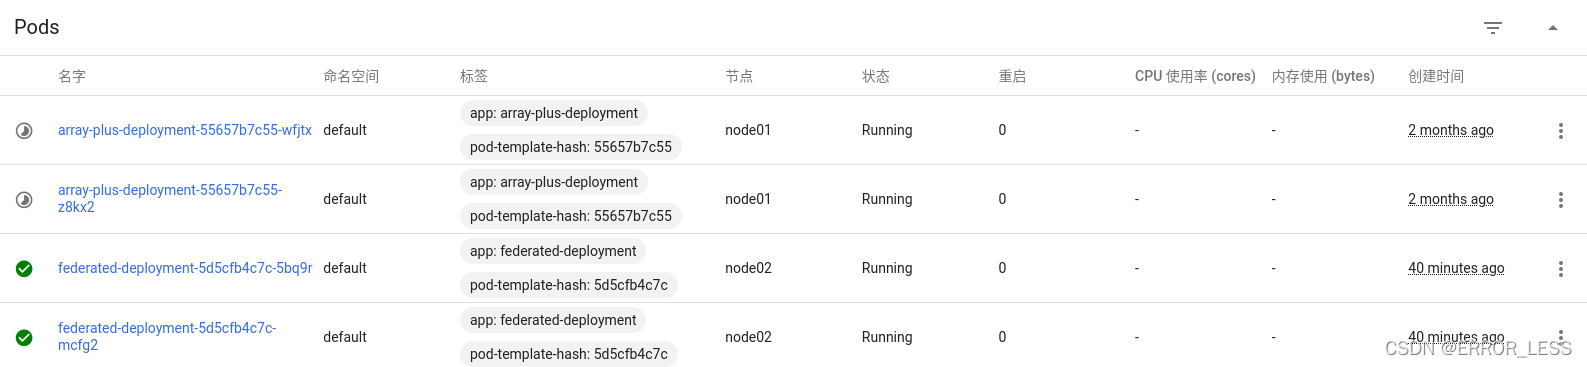 Pods
名字 命名空间 标签 节点 状态 重启 CPU 使用率 (cores) 内存使用 (bytes) 创建时间
array-plus-deployment-55657b7c55-wfjtx default app: array-plus-deployment node01 Running 0 - - 2 months ago
pod-template-hash: 55657b7c55
array-plus-deployment-55657b7c55- default app: array-plus-deployment node01 Running 0 - - 2 months ago
z8kx2 pod-template-hash: 55657b7c55
federated-deployment-5d5cfb4c7c-5bq9r default app: federated-deployment node02 Running 0 - - 40 minutes ago
pod-template-hash: 5d5cfb4c7c
federated-deployment-5d5cfb4c7c- default app: federated-deployment node02 Running 0 - - 40 minutes ago
mcfg2 pod-template-hash: 5d5cfb4c7c
CSDN @ERROR_LESS